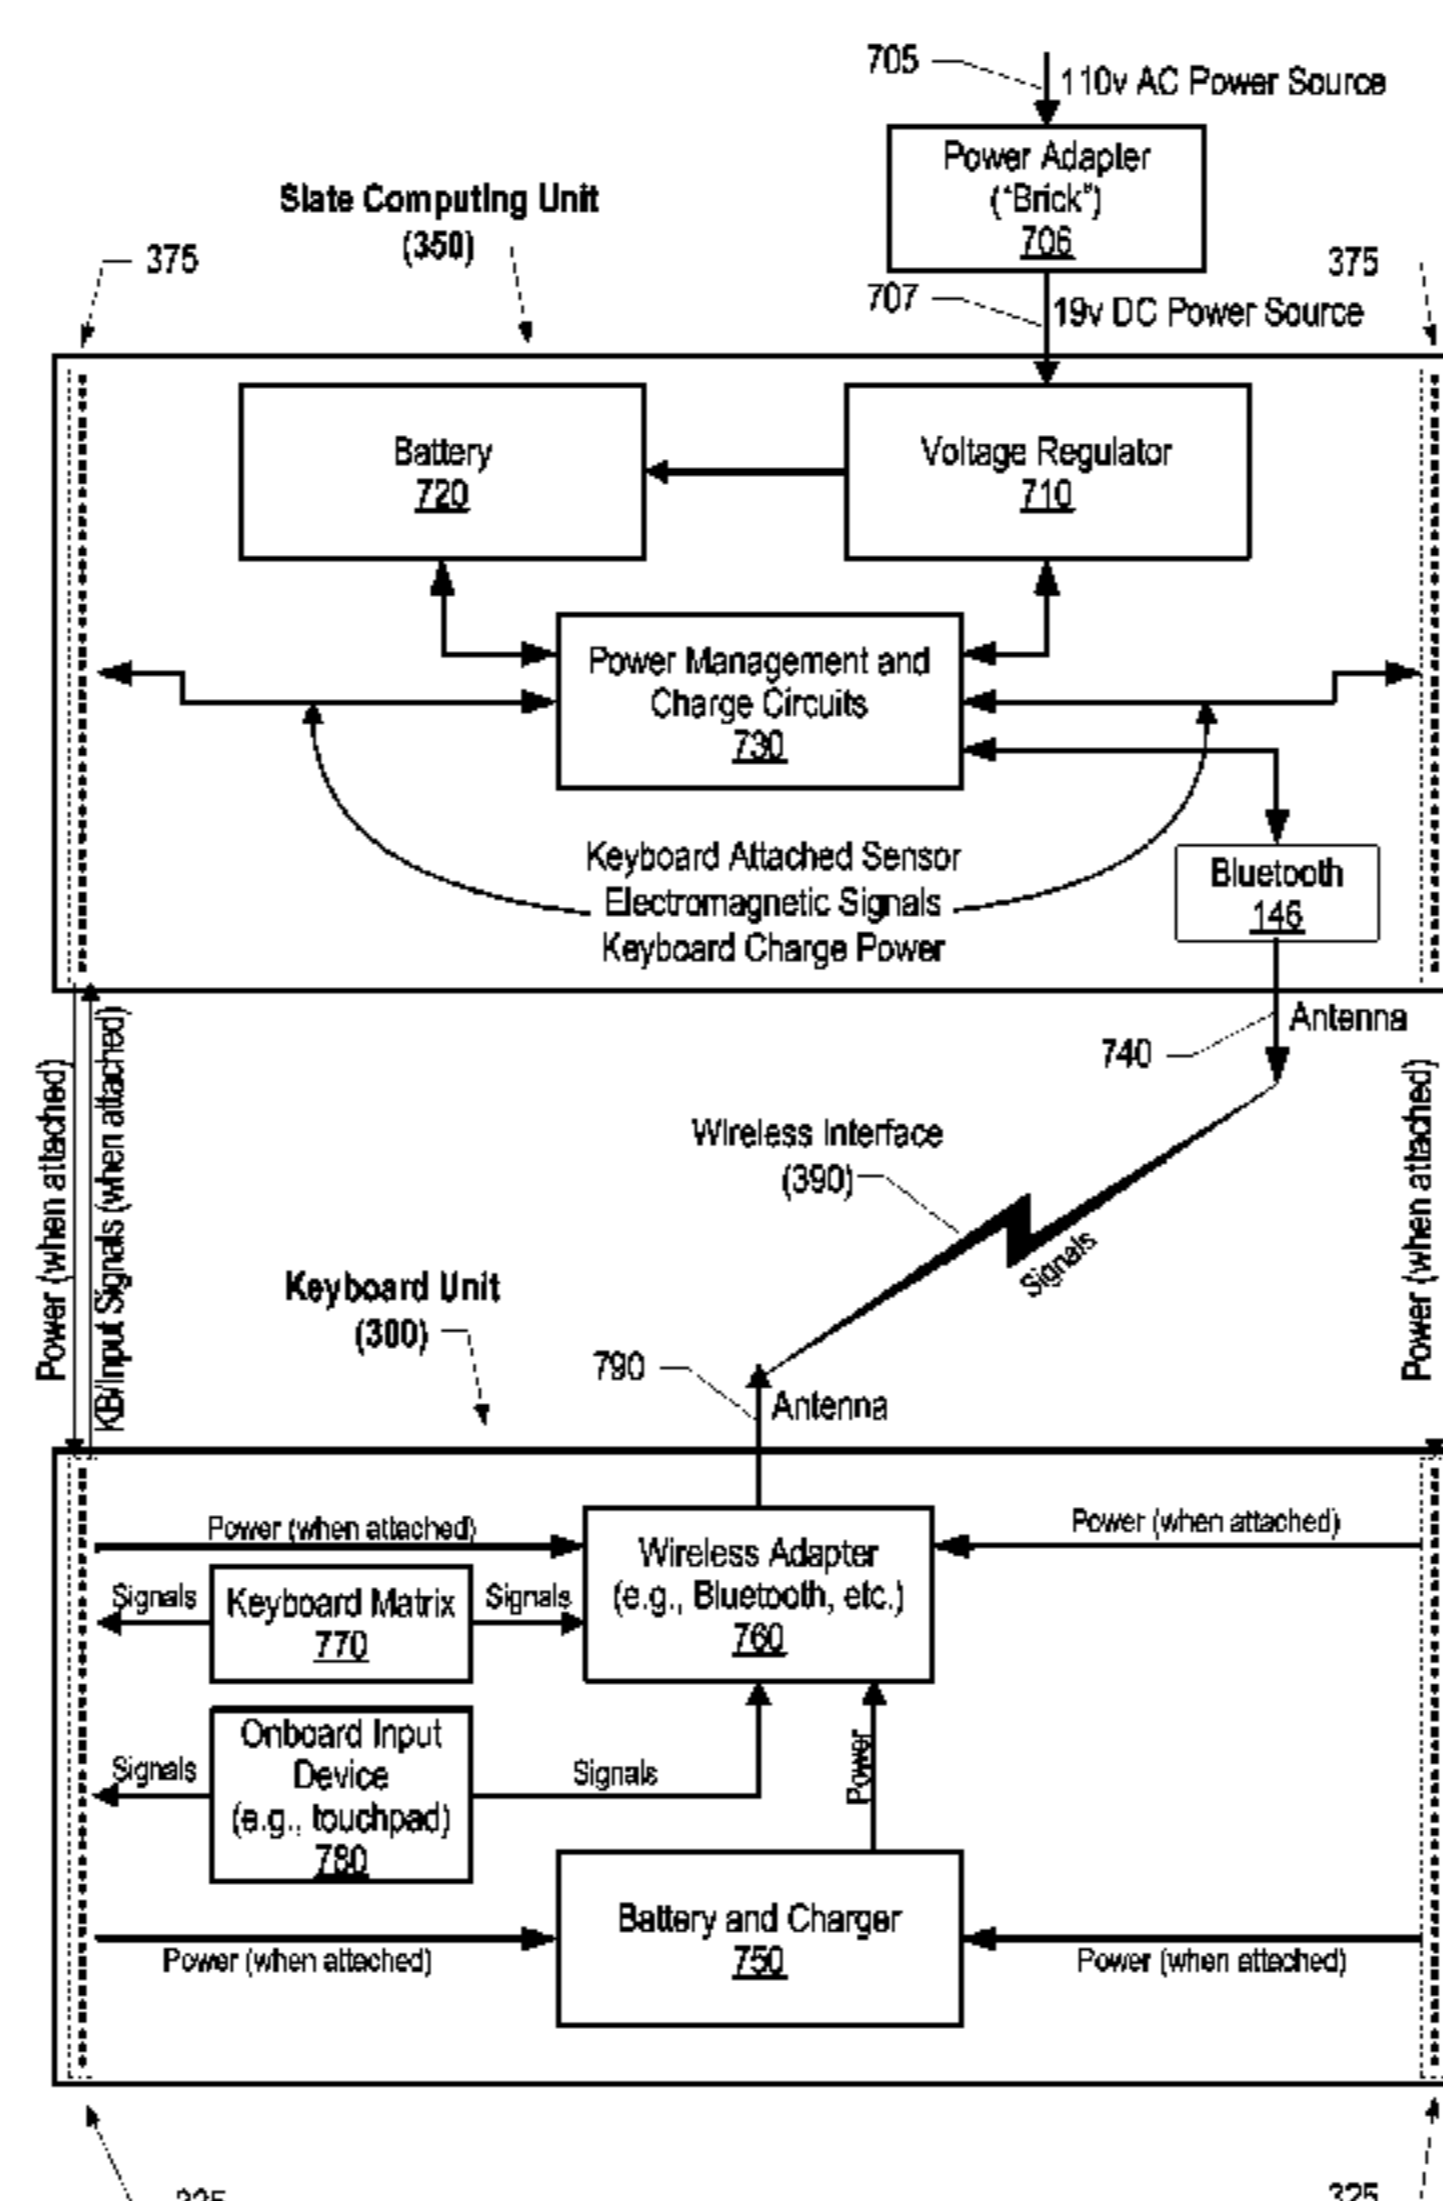 705
110v AC Power Source
Power Adapter
("Brick")
706
Slate Computing Unit
(350)
375
375
707
19v DC Power Source
Battery
720
Voltage Regulator
710
Power Management and
Charge Circuits
730
Keyboard Attached Sensor
Electromagnetic Signals
Keyboard Charge Power
Bluetooth
146
Antenna
740
Power (when attached)
KB/Input Signals (when attached)
Power (when attached)
Wireless Interface
(390)
Signals
Keyboard Unit
(300)
790
Antenna
Power (when attached)
Wireless Adapter
(e.g., Bluetooth, etc.)
760
Power (when attached)
Signals
Keyboard Matrix
770
Signals
Onboard Input
Device
(e.g., touchpad)
780
Signals
Signals
Power
Battery and Charger
750
Power (when attached)
Power (when attached)
325
325